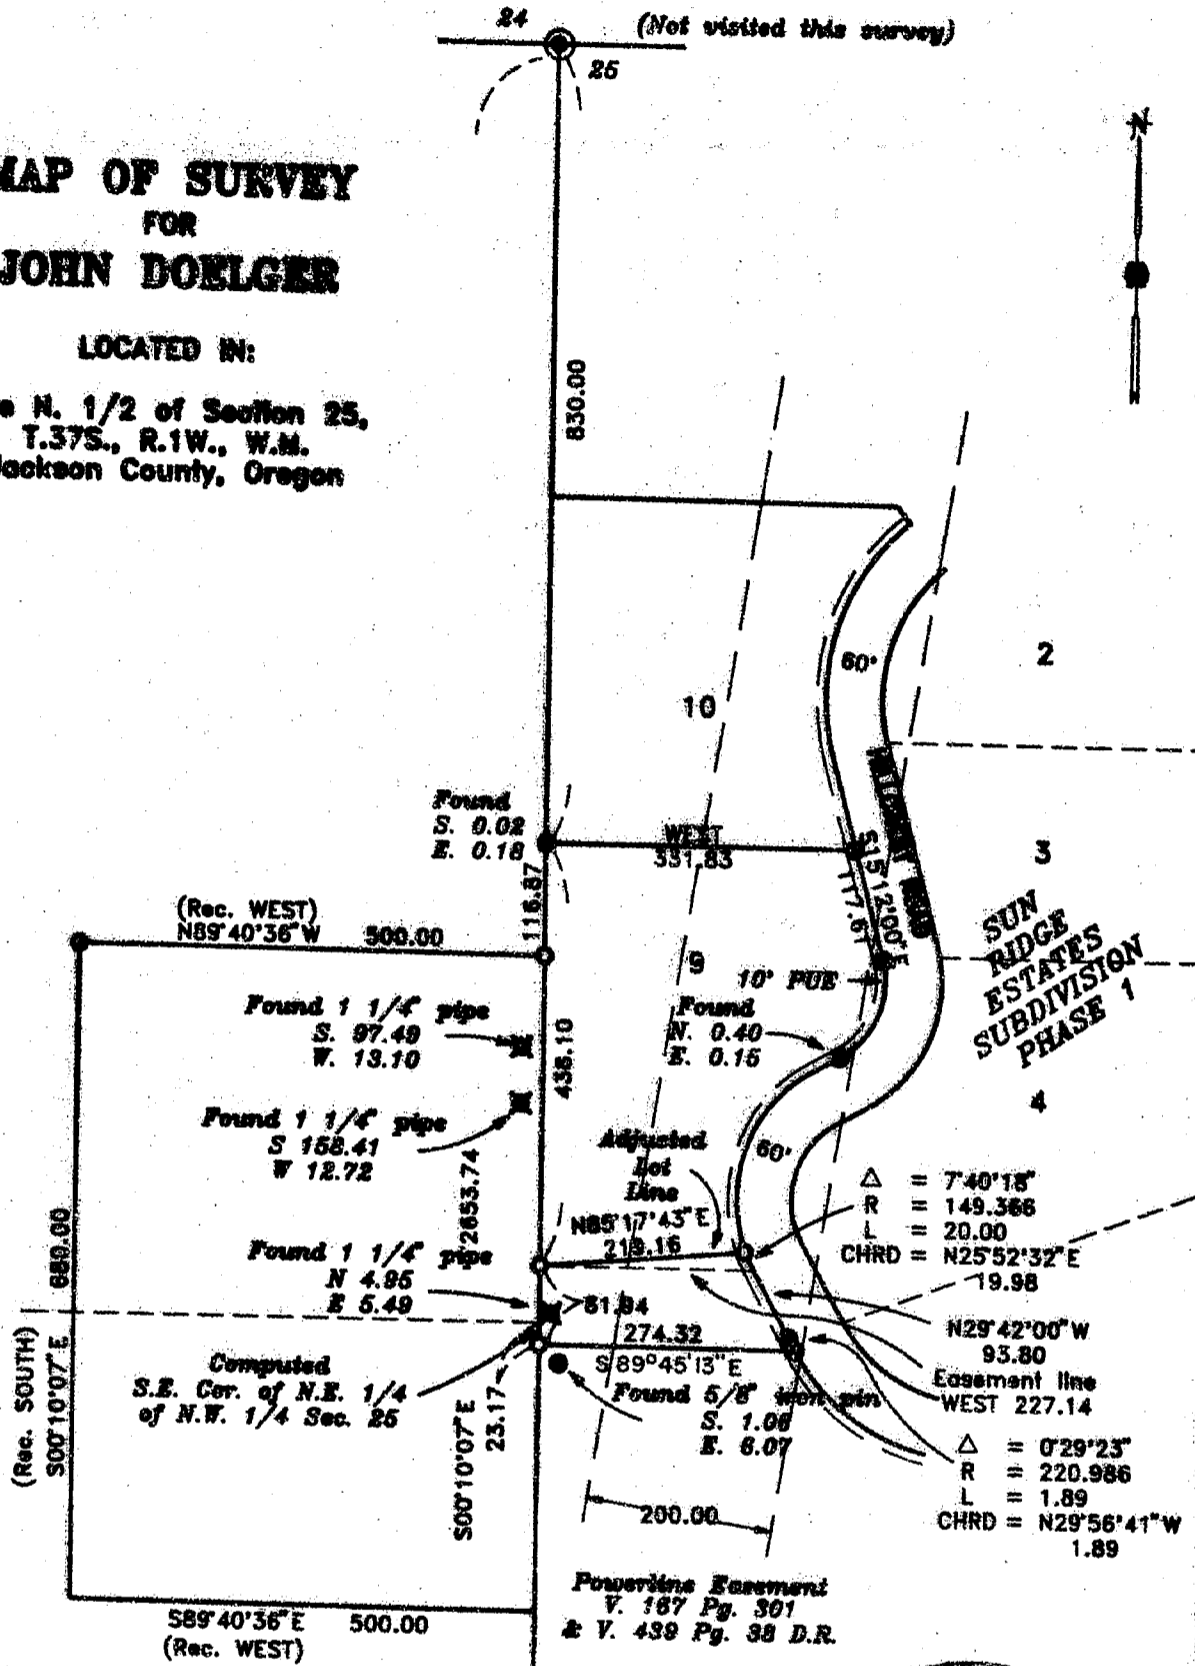 24
(Not visited this survey)
25
N
MAP OF SURVEY
FOR
JOHN DOELGER
LOCATED IN:
e N. 1/2 of Section 25,
T.37S., R.1W., W.M.
Jackson County, Oregon
830.00
60'
2
10
Found
S. 0.02
E. 0.18
WEST
331.83
ROAD
S15°12'00"E
117.61
3
116.87
(Rec. WEST)
N89°40'36"W 500.00
9
10' PUE
SUN
RIDGE
ESTATES
SUBDIVISION
PHASE 1
Found 1 1/4" pipe
S. 97.49
W. 13.10
Found
N. 0.40
E. 0.15
438.10
4
Found 1 1/4" pipe
S 158.41
W 12.72
2653.74
Adjusted
Lot
Line
60'
N85°17'43"E
219.16
Δ = 7°40'18"
R = 149.366
L = 20.00
CHRD = N25°52'32"E
19.98
680.00
Found 1 1/4" pipe
N 4.95
E 5.49
81.94
274.32
S 89°45'13"E
N29°42'00"W
93.80
Easement line
WEST 227.14
(Rec. SOUTH)
S00°10'07"E
Computed
S.E. Cor. of N.E. 1/4
of N.W. 1/4 Sec. 25
S00°10'07"E
23.17
Found 5/8" iron pin
S. 1.06
E. 6.07
Δ = 0°29'23"
R = 220.986
L = 1.89
CHRD = N29°56'41"W
1.89
200.00
Powerline Easement
V. 167 Pg. 301
& V. 439 Pg. 38 D.R.
S89°40'36"E 500.00
(Rec. WEST)